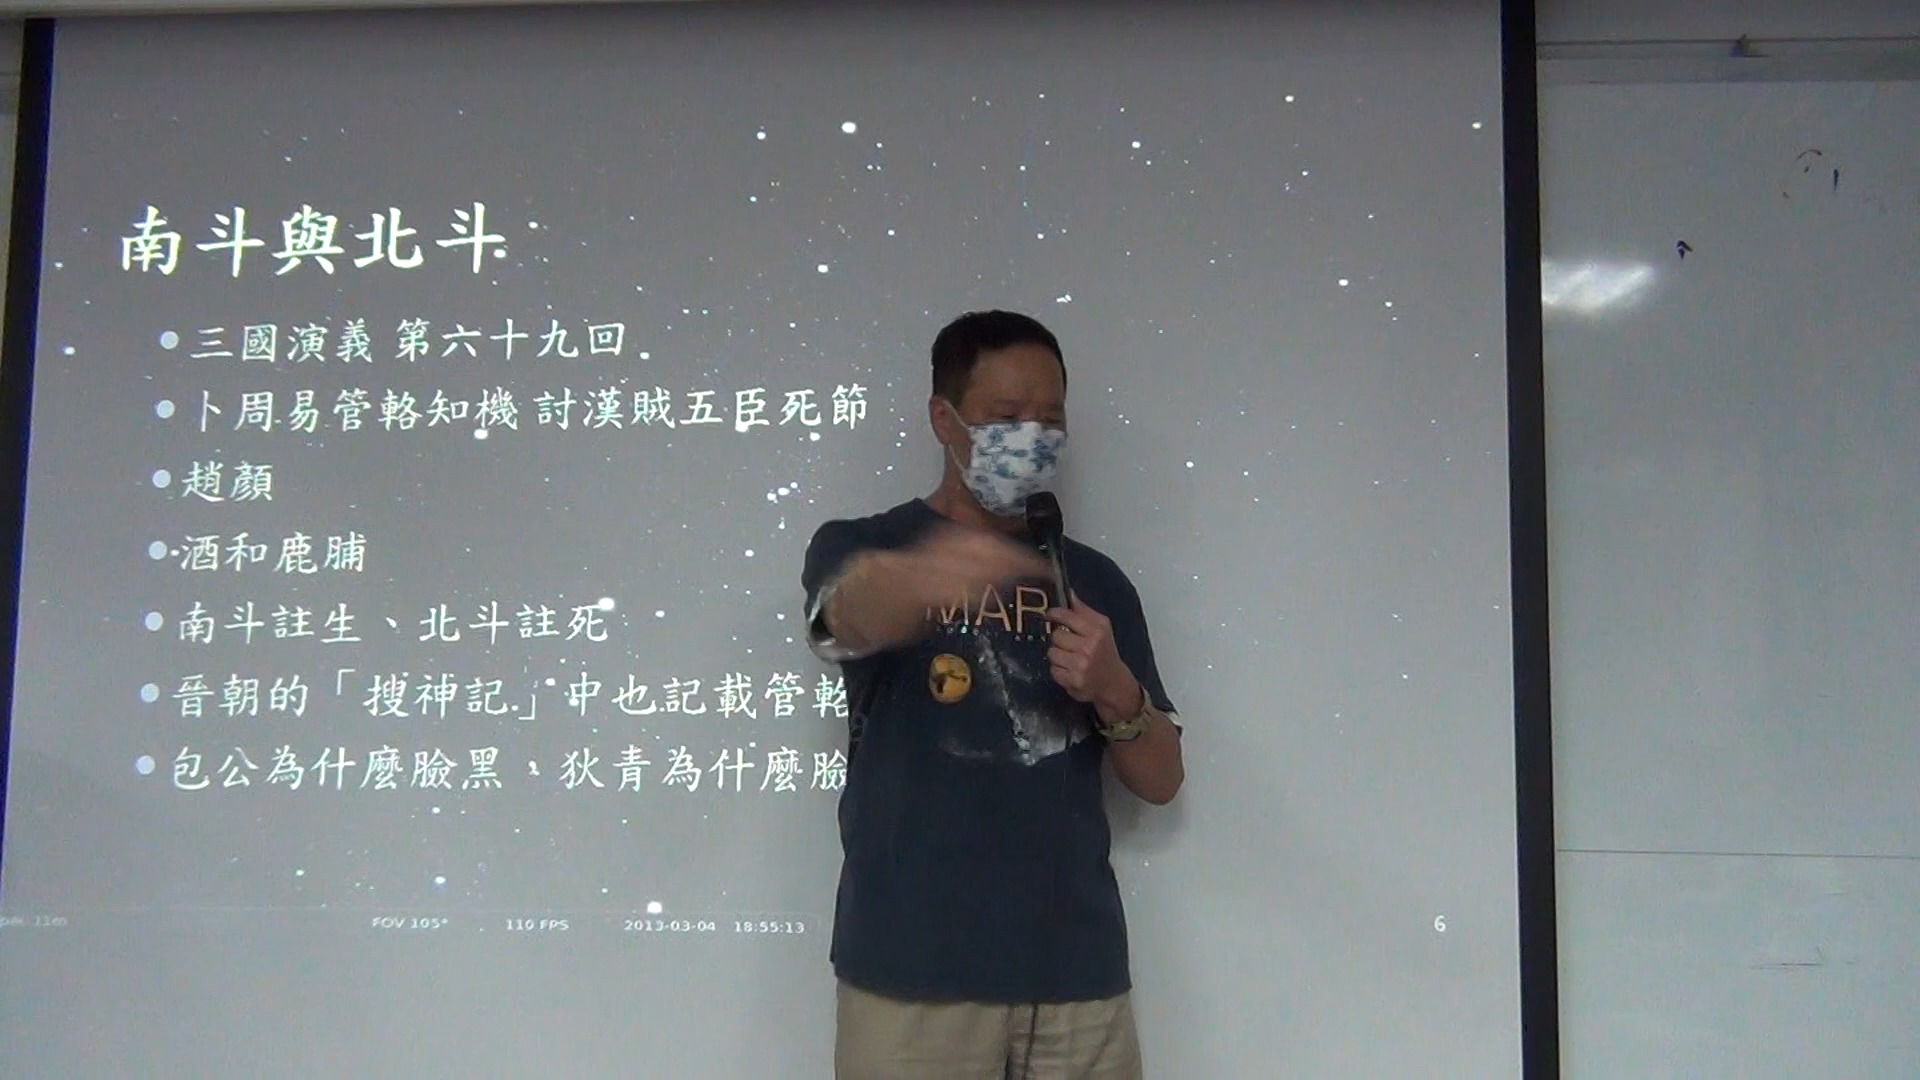 南斗與北斗
三國演義 第六十九回
卜周易管輅知機 討漢賊五臣死節
趙顏
酒和鹿脯
南斗註生、北斗註死
晉朝的「搜神記」中也記載管輅
包公為什麼臉黑,狄青為什麼臉
FOV 105° 110 FPS 2013-03-04 18:55:13 6
MAR